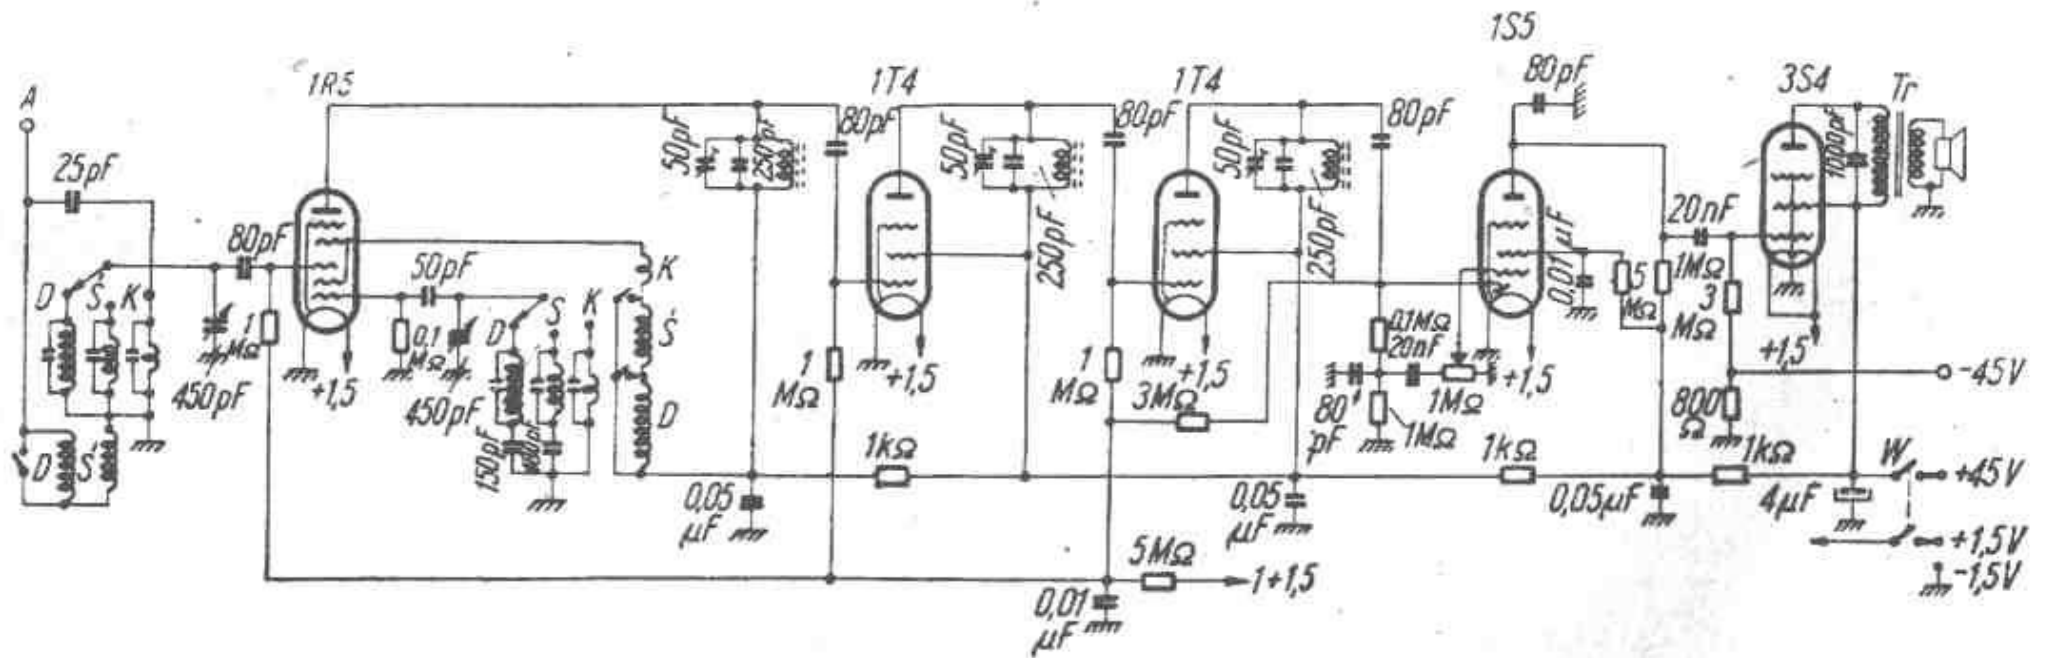 A
25pF
80pF
D
Ś
K
1
MΩ
450pF
D
Ś
1R5
+1,5
50pF
0.1
MΩ
450pF
D
S
K
150pF
K
Ś
D
50pF
250pF
80pF
1T4
+1,5
1
MΩ
1kΩ
0,05
μF
50pF
250pF
80pF
1T4
+1,5
1
MΩ
3MΩ
50pF
250pF
80pF
0,05
μF
5MΩ
1+1,5
0,01
μF
0.1MΩ
20nF
80
pF
1MΩ
1MΩ
1S5
80pF
+1,5
0,01 μF
5
MΩ
1MΩ
1kΩ
0,05μF
20nF
3
MΩ
800
Ω
1kΩ
3S4
1000pF
Tr
+1,5
-45V
4μF
W
+45V
+1,5V
-1,5V